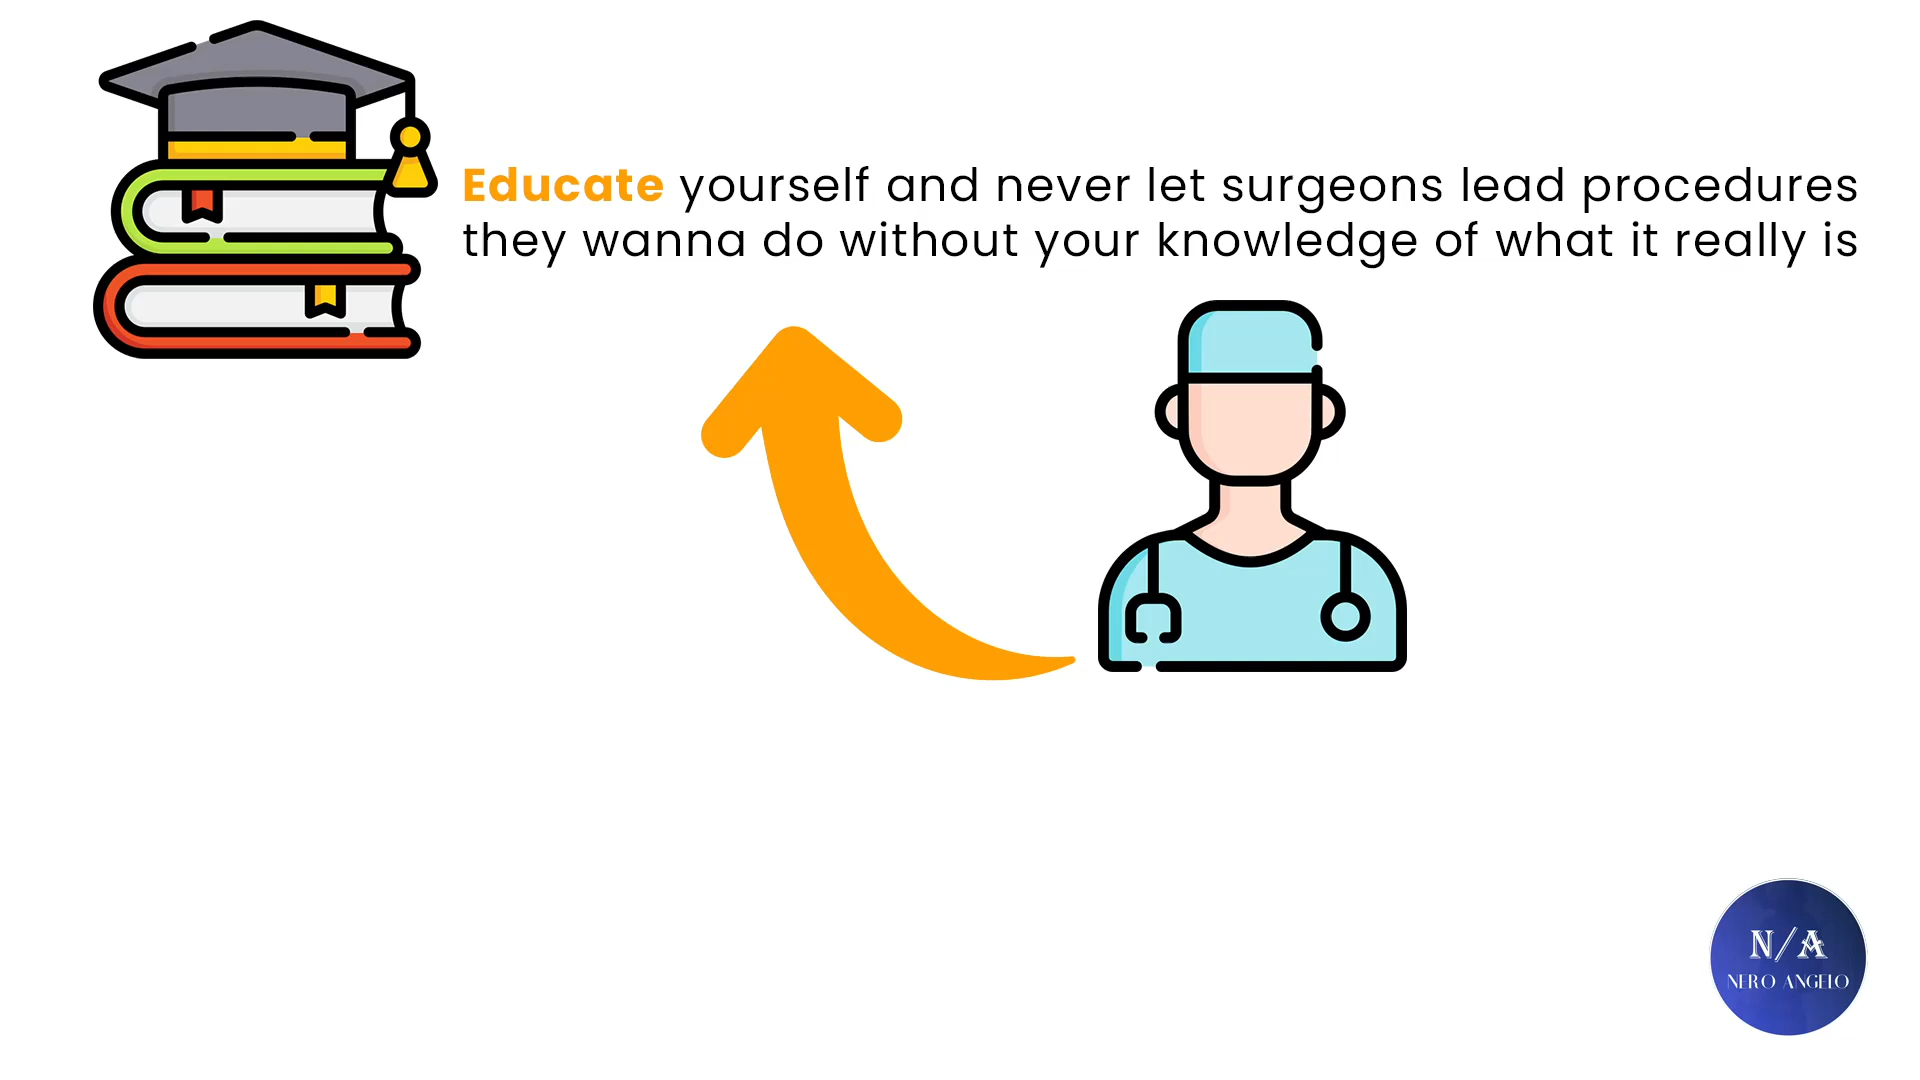 Educate yourself and never let surgeons lead procedures
they wanna do without your knowledge of what it really is
N/A
NERO ANGELO